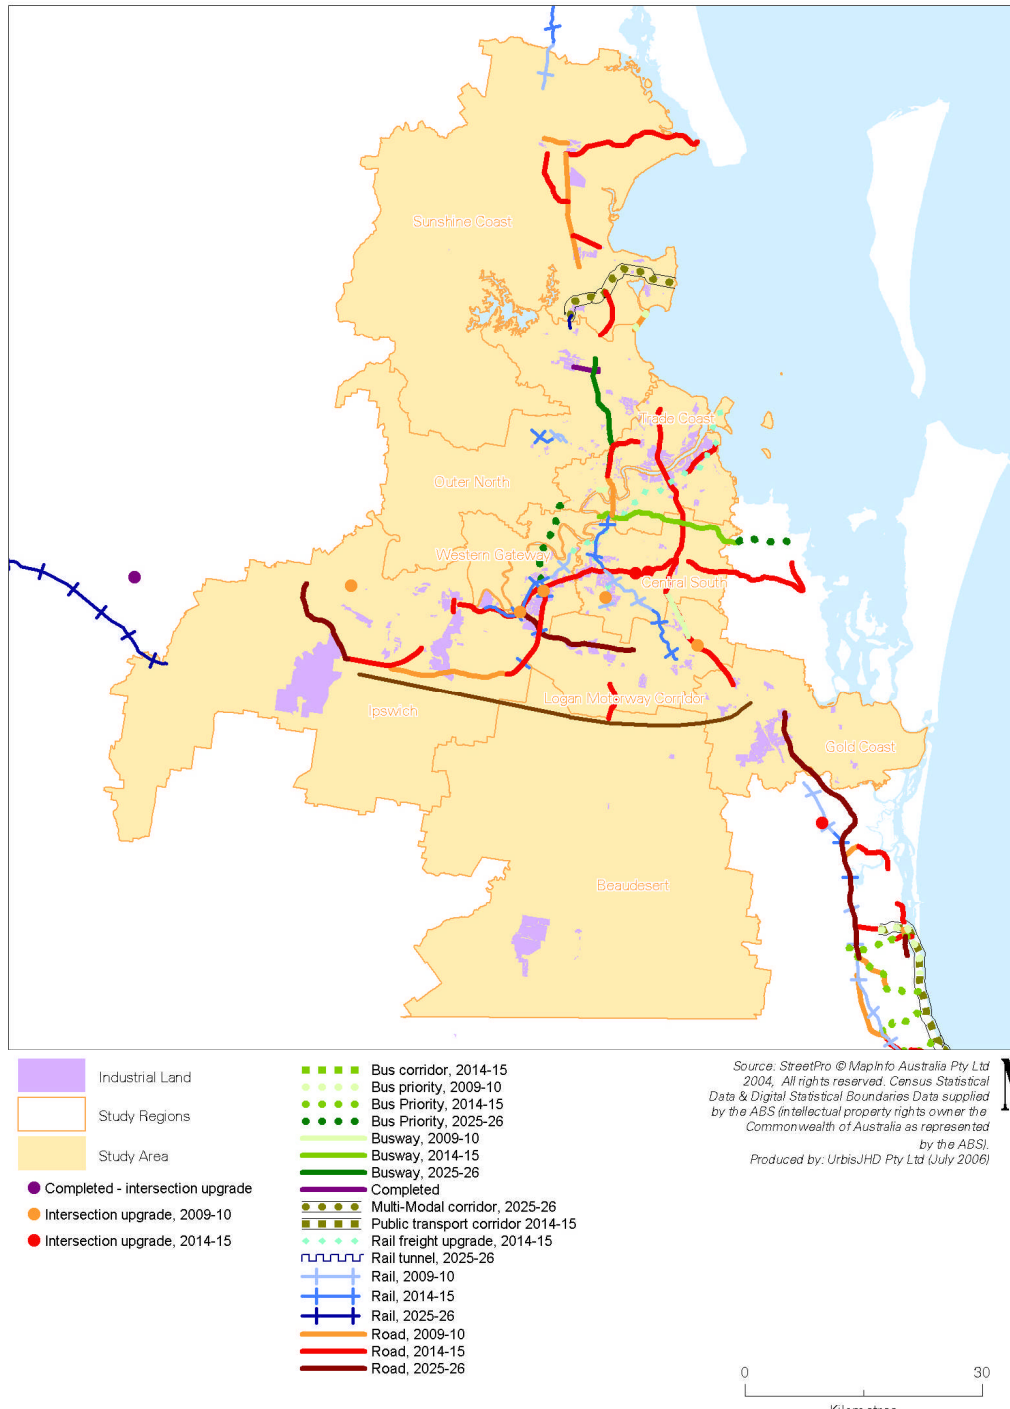 Sunshine Coast
Trade Coast
Outer North
Western Gateway
Central South
Logan Motorway Corridor
Ipswich
Gold Coast
Beaudesert
Industrial Land
Study Regions
Study Area
Completed - intersection upgrade
Intersection upgrade, 2009-10
Intersection upgrade, 2014-15
Bus corridor, 2014-15
Bus priority, 2009-10
Bus Priority, 2014-15
Bus Priority, 2025-26
Busway, 2009-10
Busway, 2014-15
Busway, 2025-26
Completed
Multi-Modal corridor, 2025-26
Public transport corridor 2014-15
Rail freight upgrade, 2014-15
Rail tunnel, 2025-26
Rail, 2009-10
Rail, 2014-15
Rail, 2025-26
Road, 2009-10
Road, 2014-15
Road, 2025-26
Source: StreetPro © MapInfo Australia Pty Ltd
2004, All rights reserved. Census Statistical
Data & Digital Statistical Boundaries Data supplied
by the ABS (intellectual property rights owner the
Commonwealth of Australia as represented
by the ABS).
Produced by: UrbisJHD Pty Ltd (July 2006)
0 30